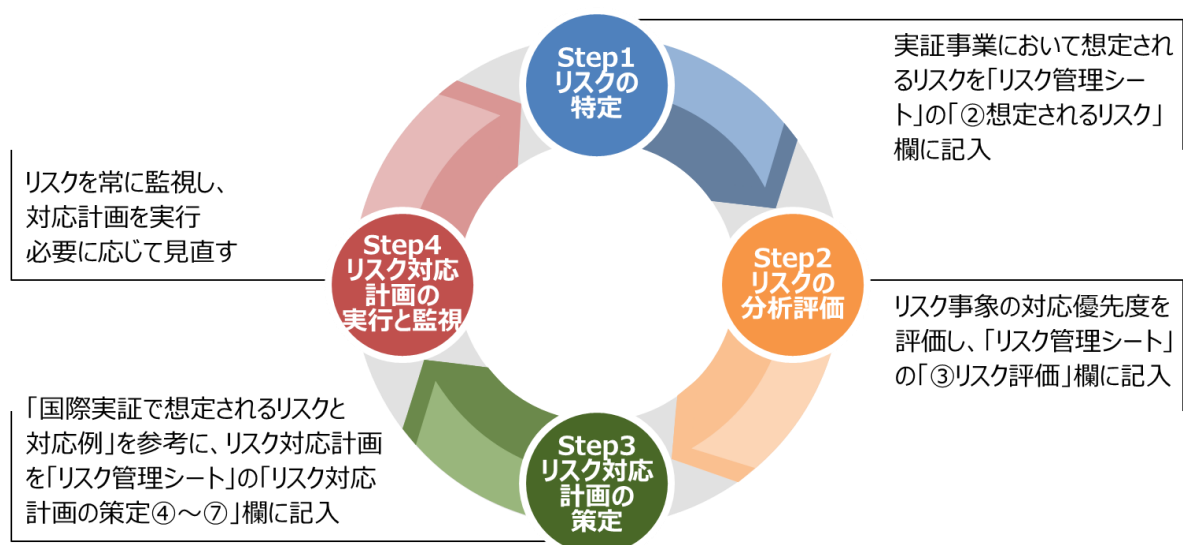 Step1
リスクの
特定
実証事業において想定され
るリスクを「リスク管理シー
ト」の「②想定されるリスク」
欄に記入
Step2
リスクの
分析評価
リスク事象の対応優先度を
評価し、「リスク管理シート」
の「③リスク評価」欄に記入
Step3
リスク対応
計画の
策定
「国際実証で想定されるリスクと
対応例」を参考に、リスク対応計画
を「リスク管理シート」の「リスク対応
計画の策定④～⑦」欄に記入
Step4
リスク対応
計画の
実行と監視
リスクを常に監視し、
対応計画を実行
必要に応じて見直す